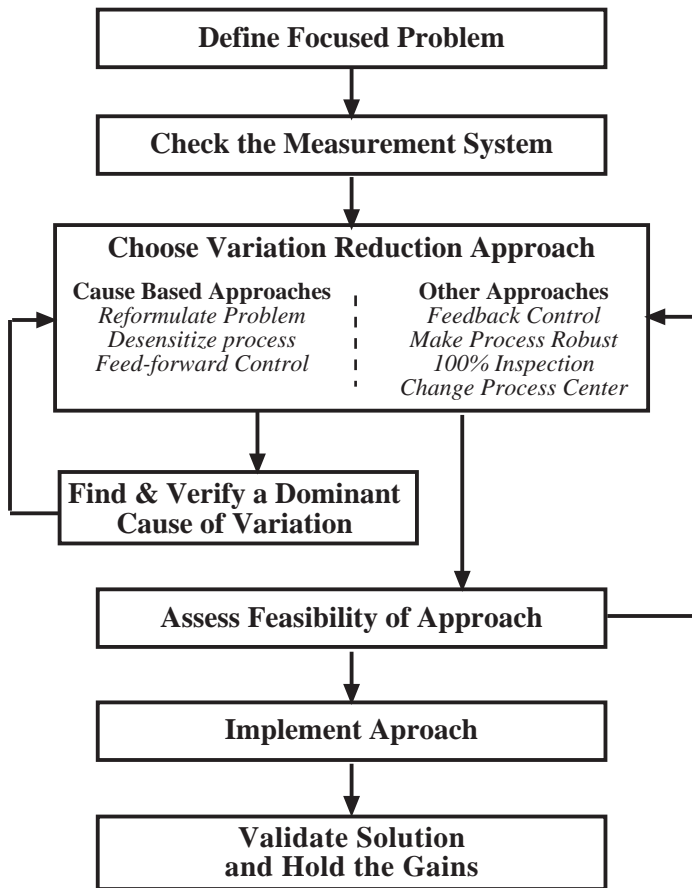 Define Focused Problem
Check the Measurement System
Choose Variation Reduction Approach
Cause Based Approaches
Reformulate Problem
Desensitize process
Feed-forward Control
Other Approaches
Feedback Control
Make Process Robust
100% Inspection
Change Process Center
Find & Verify a Dominant
Cause of Variation
Assess Feasibility of Approach
Implement Aproach
Validate Solution
and Hold the Gains